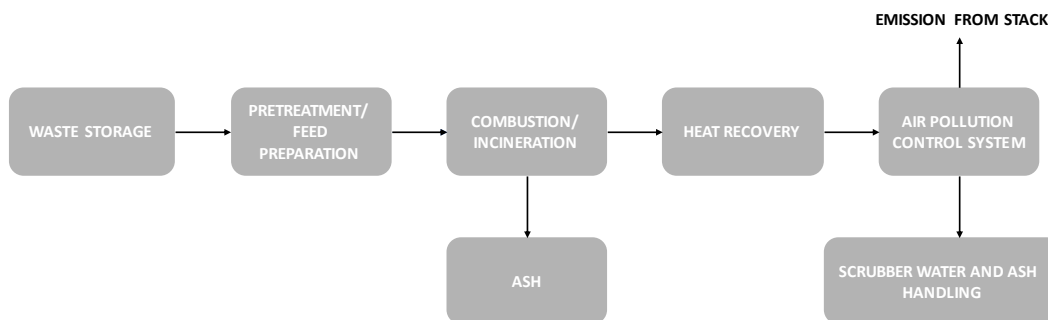 EMISSION FROM STACK
WASTE STORAGE
PRETREATMENT/
FEED
PREPARATION
COMBUSTION/
INCINERATION
HEAT RECOVERY
AIR POLLUTION
CONTROL SYSTEM
ASH
SCRUBBER WATER AND ASH
HANDLING